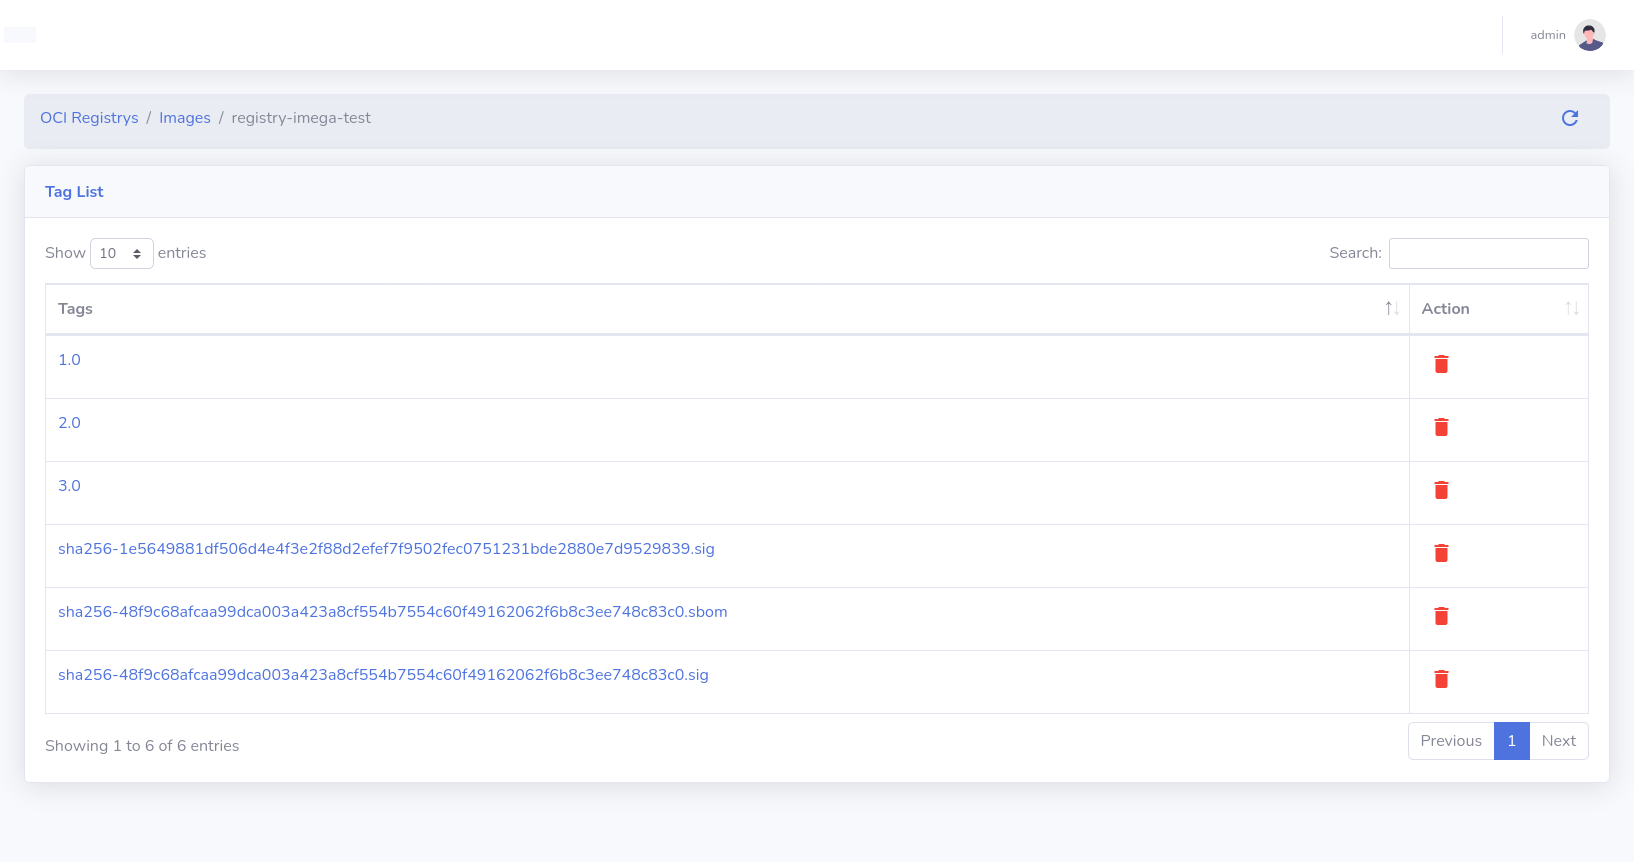 admin
OCI Registrys / Images / registry-imega-test
Tag List
Show 10 entries
Search:
Tags Action
1.0
2.0
3.0
sha256-1e5649881df506d4e4f3e2f88d2efef7f9502fec0751231bde2880e7d9529839.sig
sha256-48f9c68afcaa99dca003a423a8cf554b7554c60f49162062f6b8c3ee748c83c0.sbom
sha256-48f9c68afcaa99dca003a423a8cf554b7554c60f49162062f6b8c3ee748c83c0.sig
Showing 1 to 6 of 6 entries
Previous 1 Next